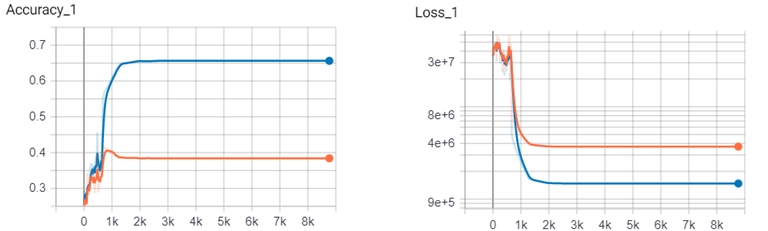 Accuracy_1
0.7
0.6
0.5
0.4
0.3
0 1k 2k 3k 4k 5k 6k 7k 8k
Loss_1
3e+7
8e+6
4e+6
9e+5
0 1k 2k 3k 4k 5k 6k 7k 8k